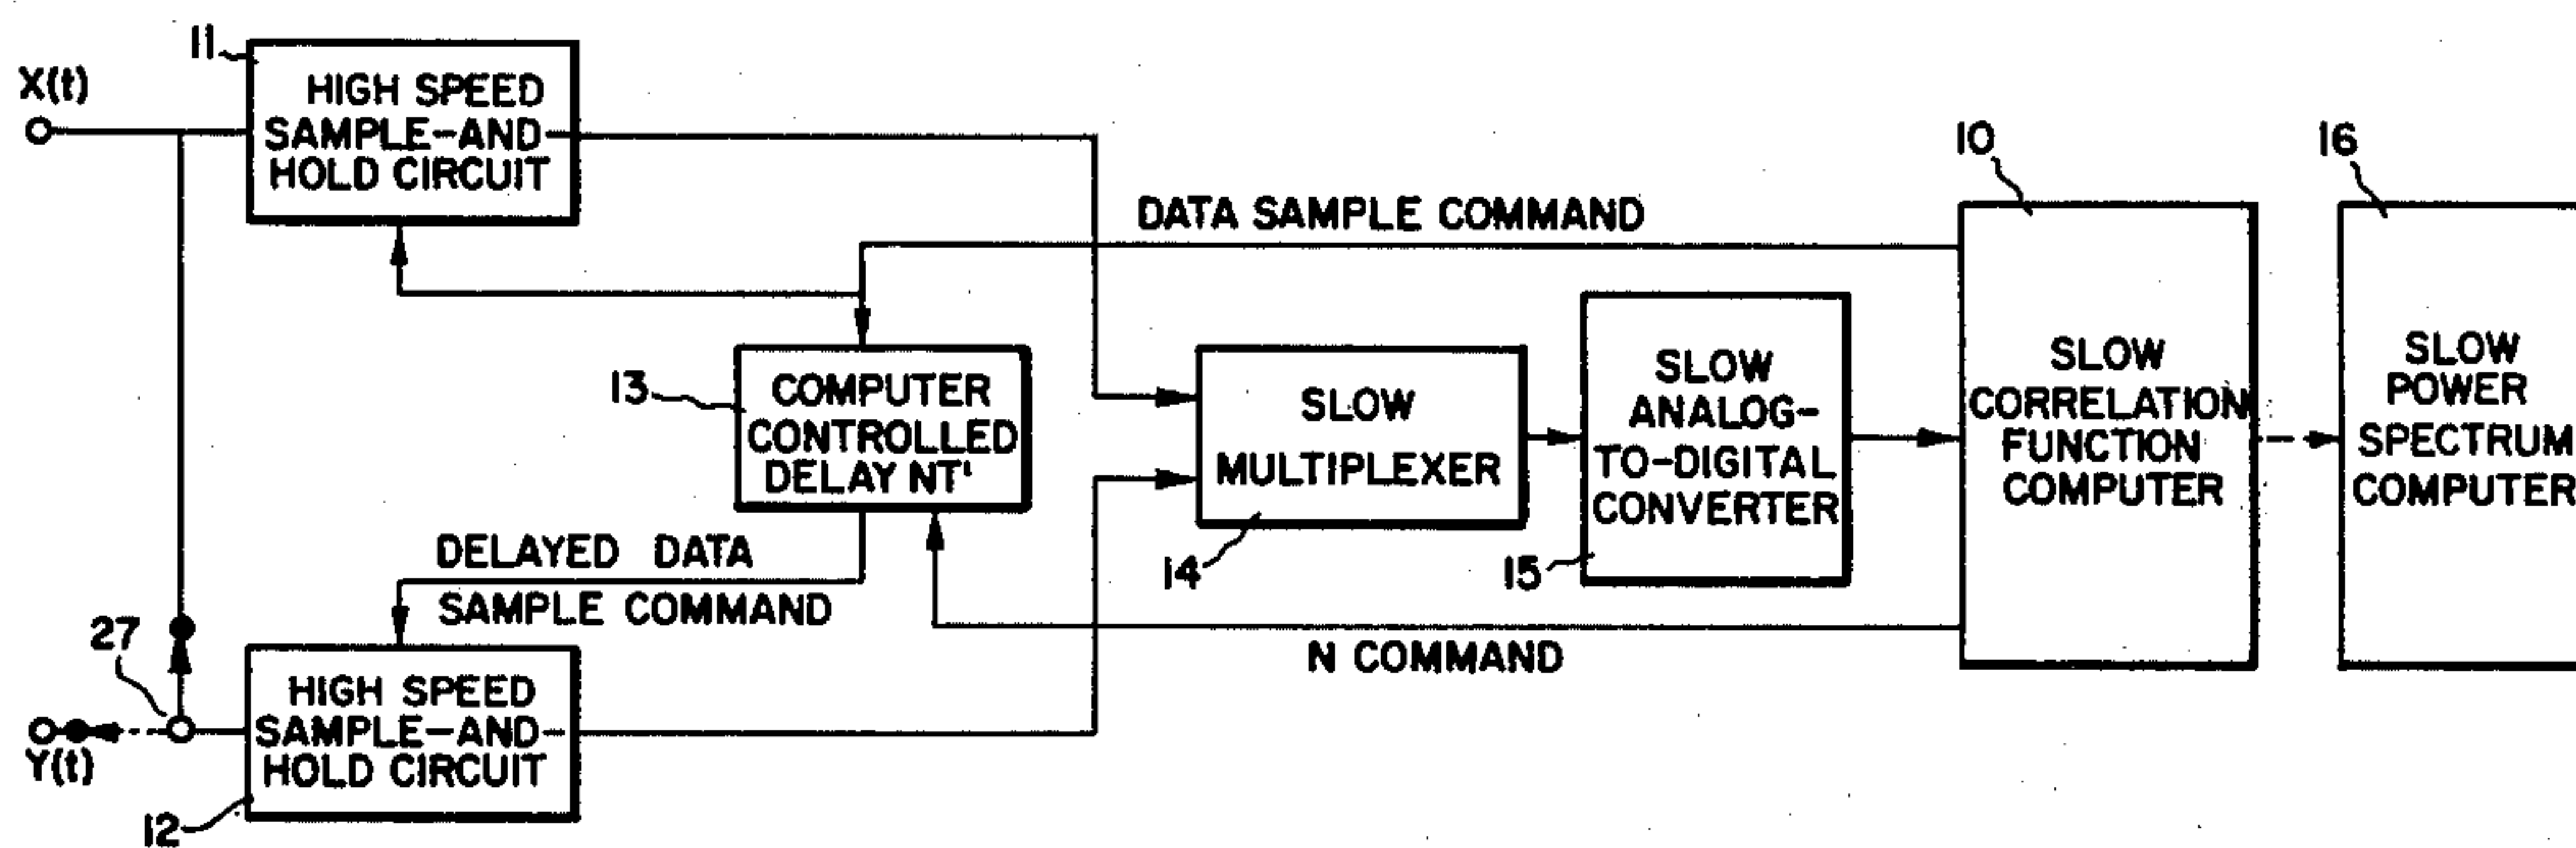 11
X(t)
HIGH SPEED
SAMPLE-AND-
HOLD CIRCUIT
DATA SAMPLE COMMAND
10
16
13
COMPUTER
CONTROLLED
DELAY NT'
SLOW
MULTIPLEXER
14
SLOW
ANALOG-
TO-DIGITAL
CONVERTER
15
SLOW
CORRELATION
FUNCTION
COMPUTER
SLOW
POWER
SPECTRUM
COMPUTER
DELAYED DATA
SAMPLE COMMAND
N COMMAND
27
Y(t)
HIGH SPEED
SAMPLE-AND-
HOLD CIRCUIT
12